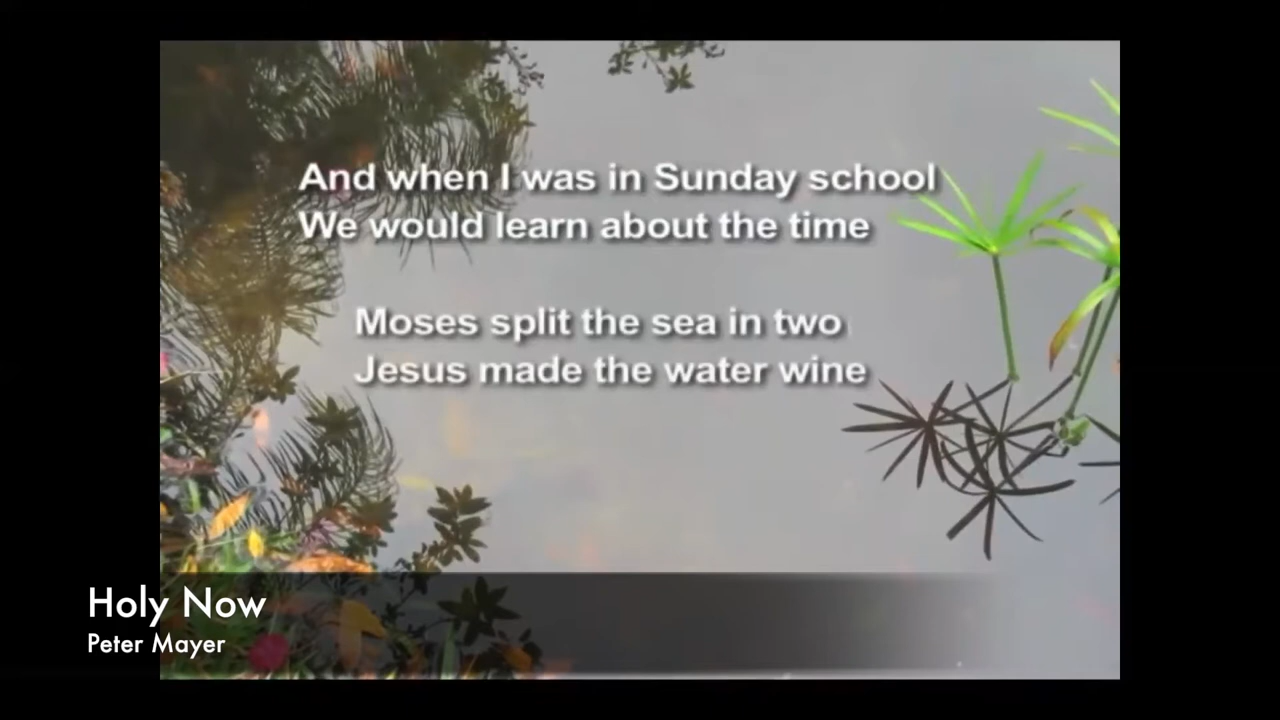 And when I was in Sunday school
We would learn about the time
Moses split the sea in two
Jesus made the water wine
Holy Now
Peter Mayer